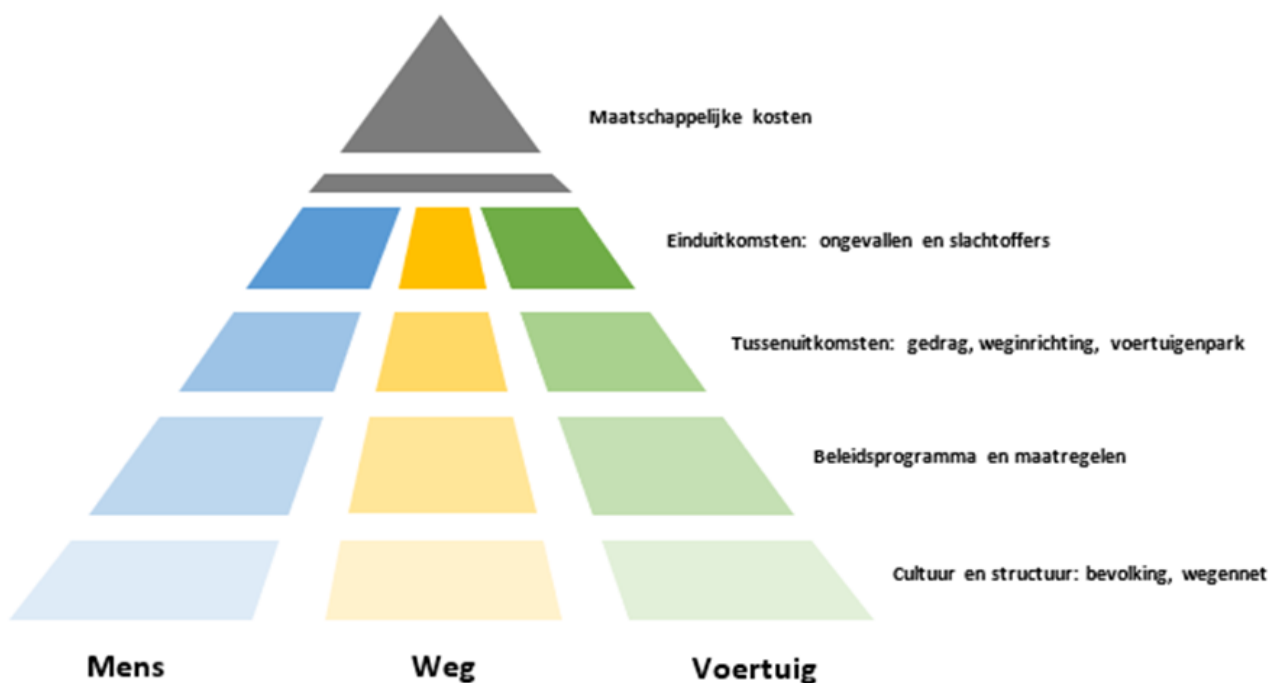 Maatschappelijke kosten
Einduitkomsten: ongevallen en slachtoffers
Tussenuitkomsten: gedrag, weginrichting, voertuigenpark
Beleidsprogramma en maatregelen
Cultuur en structuur: bevolking, wegennet
Mens Weg Voertuig